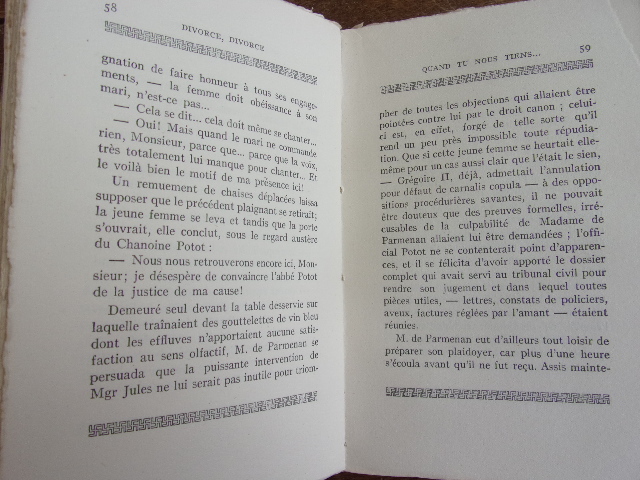 58
DIVORCE, DIVORCE
gnation de faire honneur à tous ses engage-
ments, — la femme doit obéissance à son
mari, n'est-ce pas...
— Cela se dit... cela doit même se chanter...
— Oui! Mais quand le mari ne commande
rien, Monsieur, parce que... parce que la voix,
très totalement lui manque pour chanter... Et
le voilà bien le motif de ma présence ici!
Un remuement de chaises déplacées laissa
supposer que le précédent plaignant se retirait;
la jeune femme se leva et tandis que la porte
s'ouvrait, elle conclut, sous le regard austère
du Chanoine Potot :
— Nous nous retrouverons encore ici, Mon-
sieur; je désespère de convaincre l'abbé Potot
de la justice de ma cause!
Demeuré seul devant la table desservie sur
laquelle traînaient des gouttelettes de vin bleu
dont les effluves n'apportaient aucune satis-
faction au sens olfactif, M. de Parmenan se
persuada que la puissante intervention de
Mgr Jules ne lui serait pas inutile pour triom-
QUAND TU NOUS TIENS...
59
pher de toutes les objections qui allaient être
pointées contre lui par le droit canon ; celui-
ci est, en effet, forgé de telle sorte qu'il
rend un peu près impossible toute répudia-
tion. Que si cette jeune femme se heurtait elle-
même pour un cas aussi clair que l'était le sien,
— Grégoire II, déjà, admettait l'annulation
pour défaut de carnalis copula — à des oppo-
sitions procédurières savantes, il ne pouvait
être douteux que des preuves formelles, irré-
cusables de la culpabilité de Madame de
Parmenan allaient lui être demandées ; l'offi-
cial Potot ne se contenterait point d'apparen-
ces, et il se félicita d'avoir apporté le dossier
complet qui avait servi au tribunal civil pour
rendre son jugement et dans lequel toutes
pièces utiles, — lettres, constats de policiers,
aveux, factures réglées par l'amant — étaient
réunies.
M. de Parmenan eut d'ailleurs tout loisir de
préparer son plaidoyer, car plus d'une heure
s'écoula avant qu'il ne fut reçu. Assis mainte-